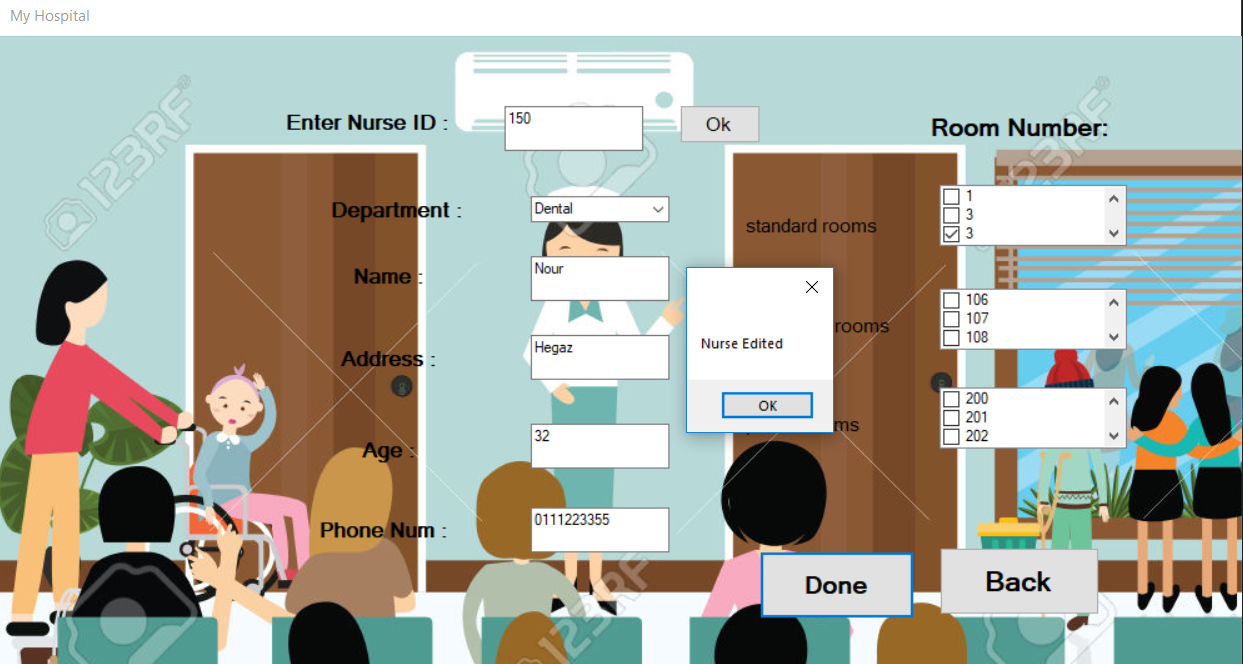 My Hospital
Enter Nurse ID :
150
Ok
Room Number:
Department :
Dental
standard rooms
1
3
3
Name :
Nour
Nurse Edited
OK
rooms
106
107
108
Address :
Hegaz
200
201
202
Age :
32
Phone Num :
0111223355
Done
Back
123RF
123RF
123RF
123RF